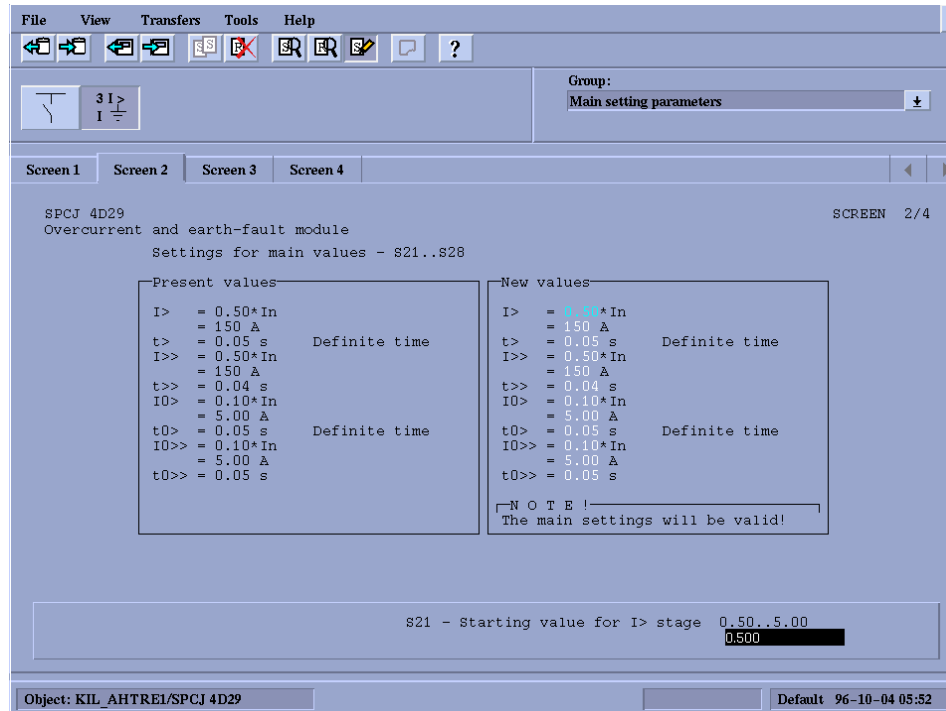 File View Transfers Tools Help
S S R R R S ?
3 I >
I
Group:
Main setting parameters
Screen 1 Screen 2 Screen 3 Screen 4
SPCJ 4D29 SCREEN 2/4
Overcurrent and earth-fault module
Settings for main values - S21..S28
Present values
I> = 0.50*In
= 150 A
t> = 0.05 s Definite time
I>> = 0.50*In
= 150 A
t>> = 0.04 s
I0> = 0.10*In
= 5.00 A
t0> = 0.05 s Definite time
I0>> = 0.10*In
= 5.00 A
t0>> = 0.05 s
New values
I> = 0.50*In
= 150 A
t> = 0.05 s Definite time
I>> = 0.50*In
= 150 A
t>> = 0.04 s
I0> = 0.10*In
= 5.00 A
t0> = 0.05 s Definite time
I0>> = 0.10*In
= 5.00 A
t0>> = 0.05 s
N O T E !
The main settings will be valid!
S21 - Starting value for I> stage 0.50..5.00
0.500
Object: KIL_AHTRE1/SPCJ 4D29 Default 96-10-04 05:52